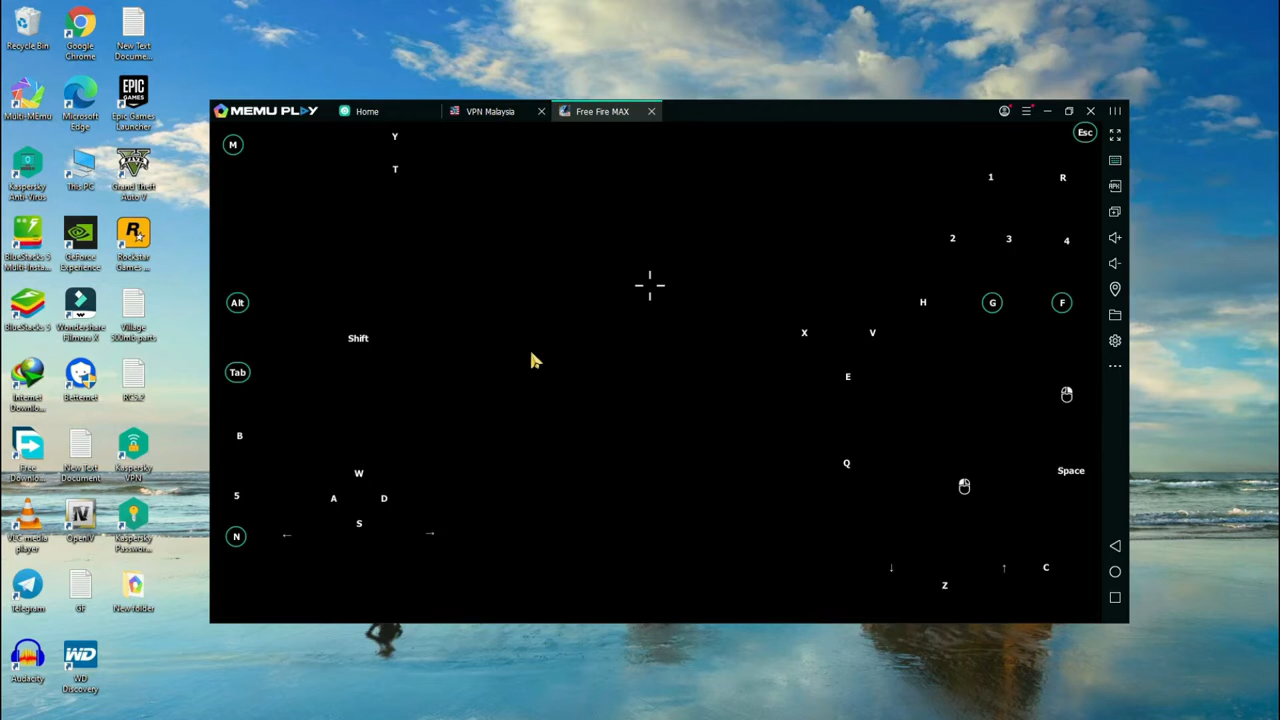 Recycle Bin
Google
Chrome
New Text
Docume...
Multi-MEmu
Microsoft
Edge
Epic Games
Launcher
Kaspersky
Anti-Virus
This PC
Grand Theft
Auto V
BlueStacks 5
Multi-Insta...
GeForce
Experience
Rockstar
Games ...
BlueStacks 5
Wondershare
Filmora X
Village
500mb parts
Internet
Downlo...
Betternet
RC5.2
Free
Downlo...
New Text
Document
Kaspersky
VPN
VLC media
player
OpenIV
Kaspersky
Passwor...
Telegram
GF
New folder
Audacity
WD
Discovery
EPIC
GAMES
MEMU PLAY
Home
VPN Malaysia
Free Fire MAX
M
Y
T
Esc
1
R
2
3
4
Alt
H
G
F
Shift
X
V
Tab
E
B
W
Q
Space
5
A
D
S
N
←
→
↓
↑
C
Z
APK